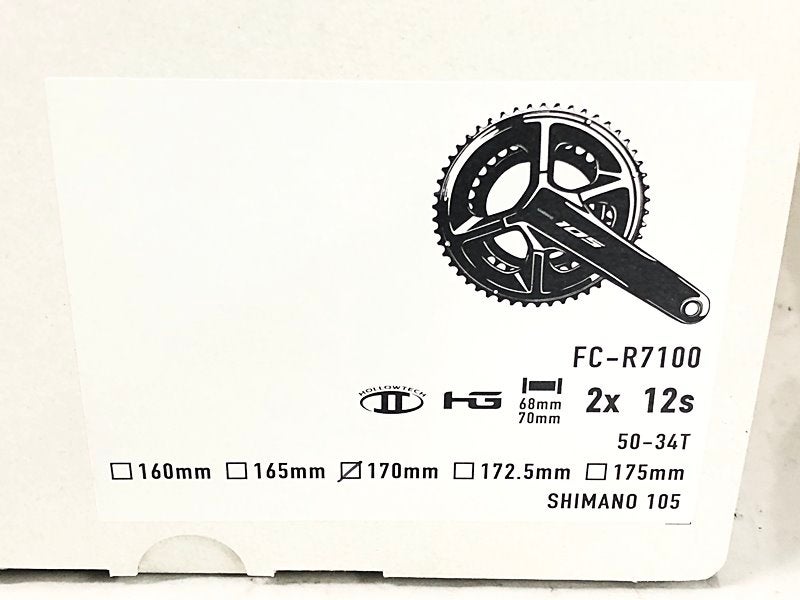 SHIMANO
105
FC-R7100
HOLLOWTECH
II
HG
68mm
70mm
2x 12s
50-34T
160mm 165mm 170mm 172.5mm 175mm
SHIMANO 105